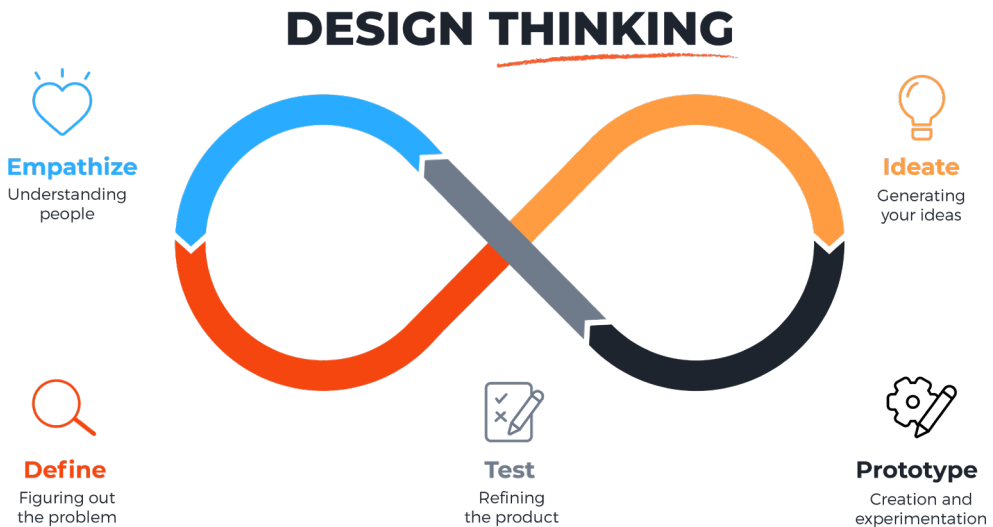 DESIGN THINKING
Empathize
Understanding
people
Ideate
Generating
your ideas
Define
Figuring out
the problem
Test
Refining
the product
Prototype
Creation and
experimentation